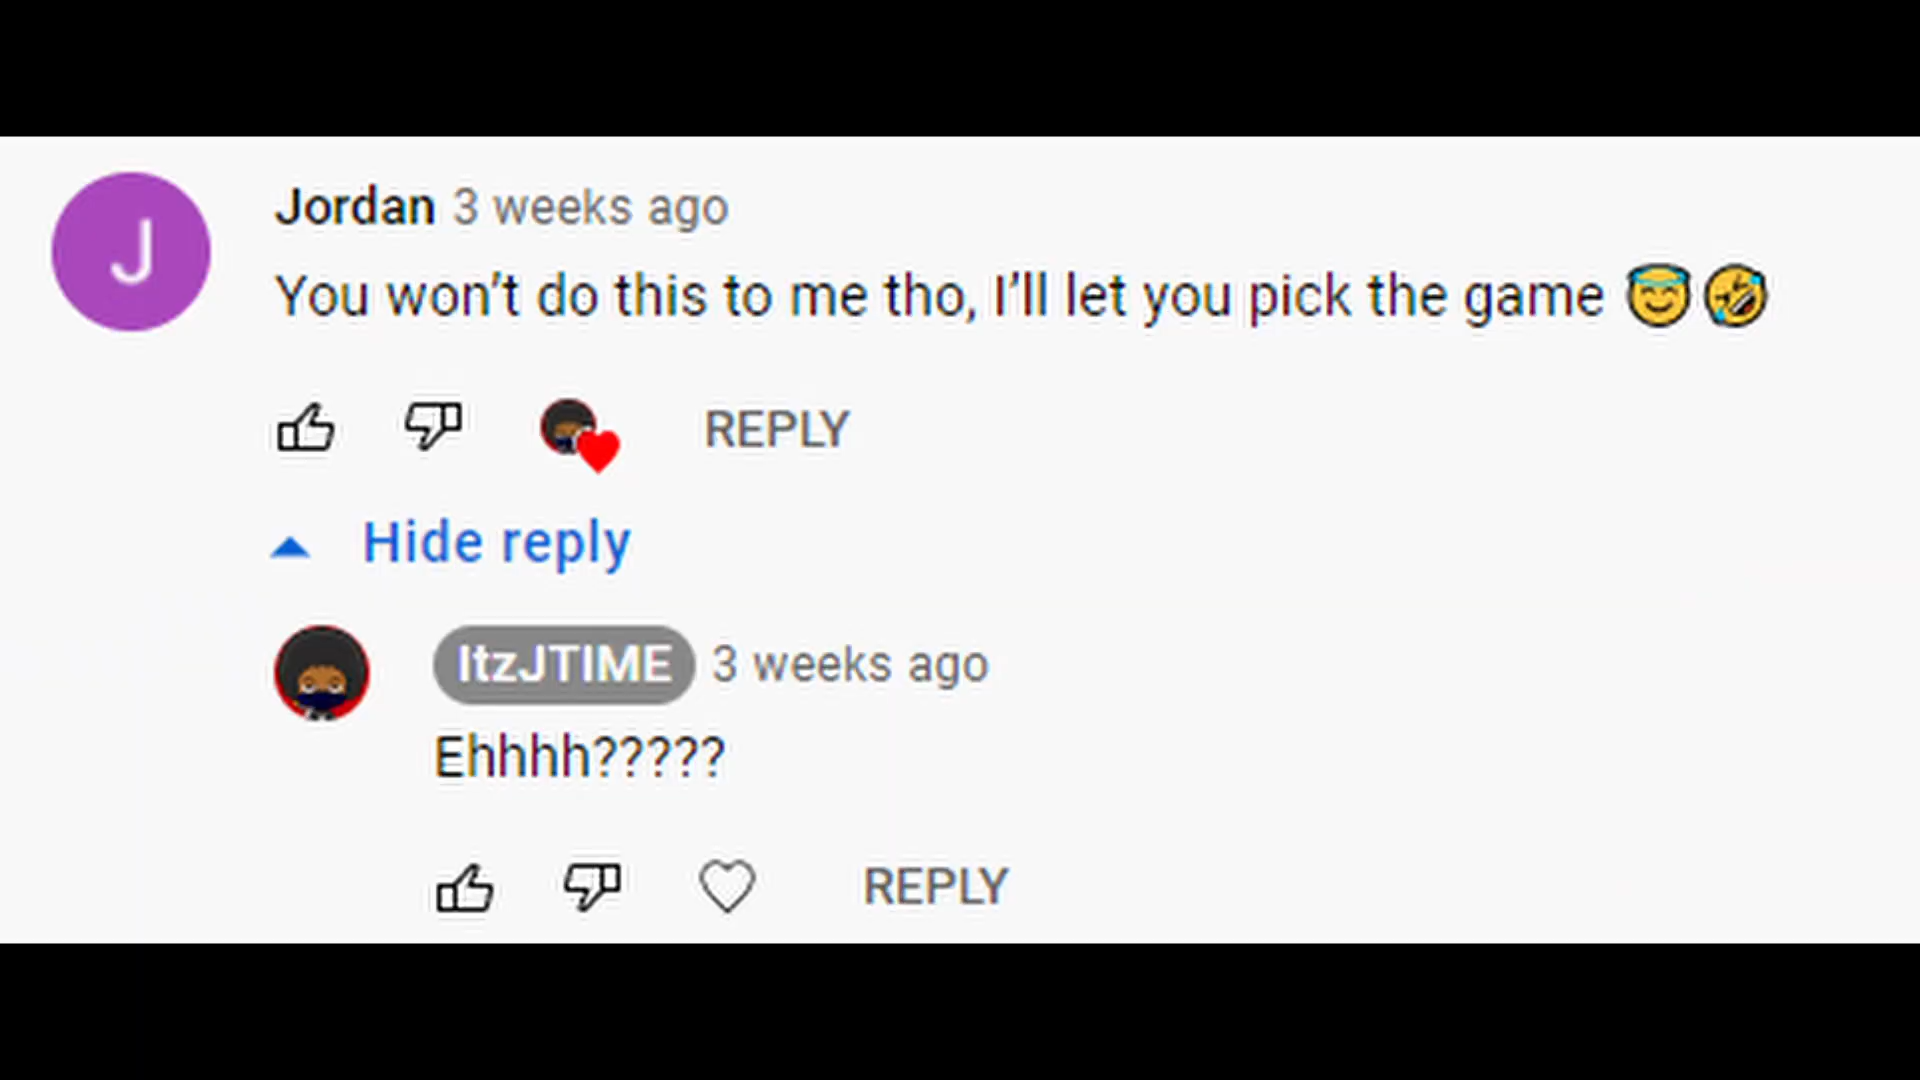 J
Jordan 3 weeks ago
You won’t do this to me tho, I’ll let you pick the game 😇🤣
REPLY
Hide reply
ItzJTIME 3 weeks ago
Ehhhh?????
REPLY